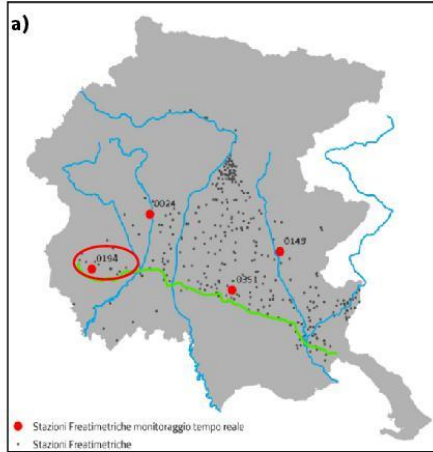 a)
0024
0194
0149
0351
Stazioni Freatimetriche monitoraggio tempo reale
Stazioni Freatimetriche